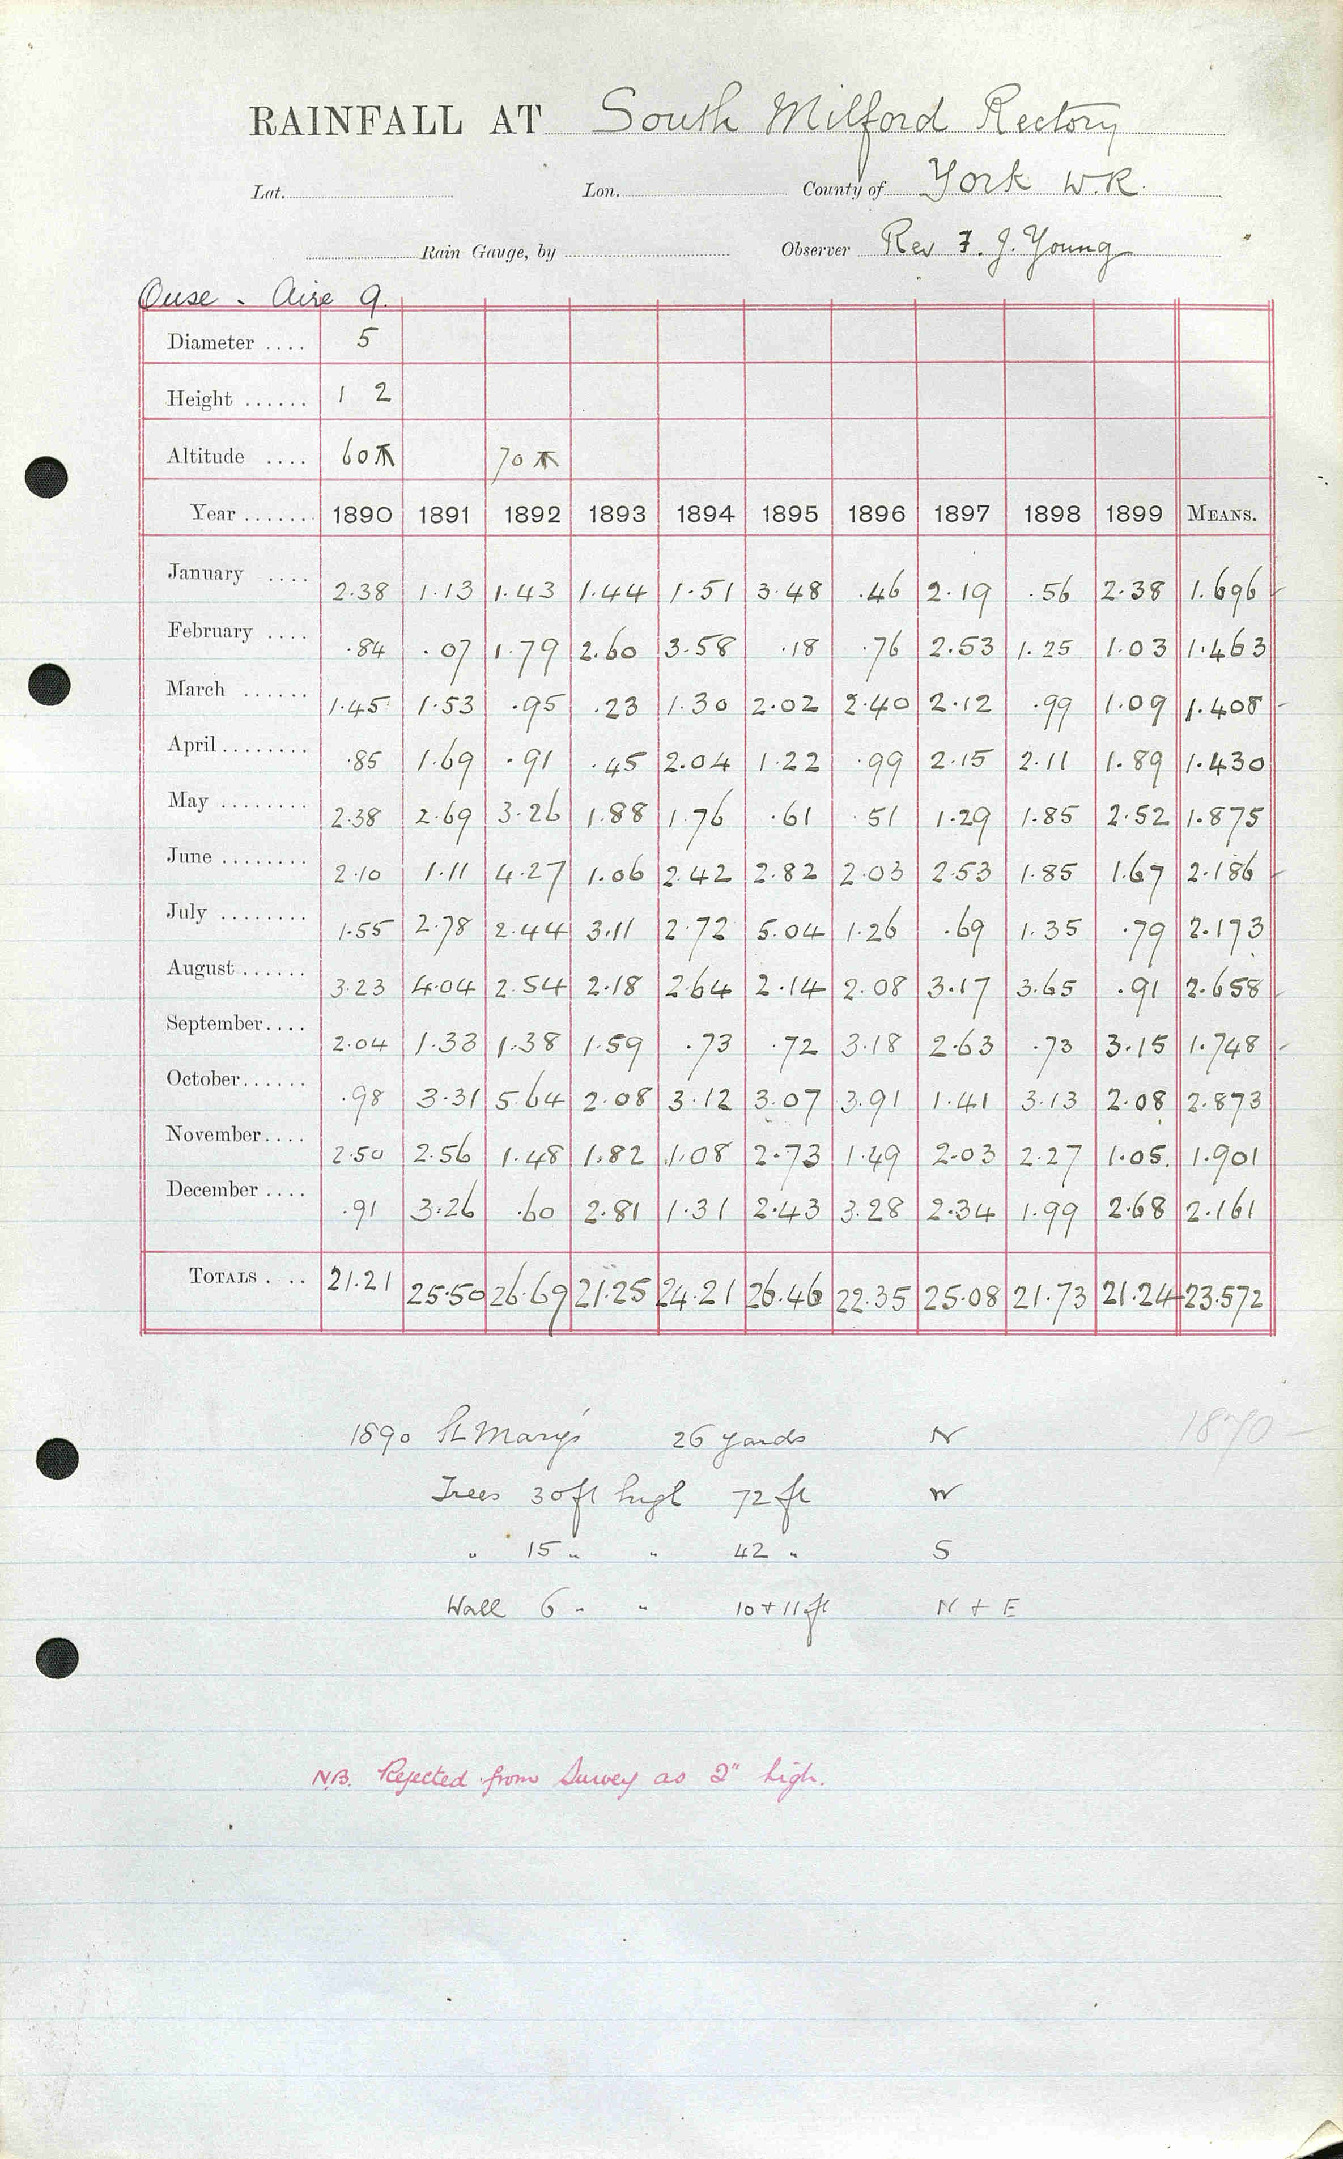 RAINFALL AT South Milford Rectory
Lat. Lon. County of York W.R.
Rain Gauge, by Observer Rev F. J. Young
Ouse - Aire 9.
Diameter .... 5
Height ...... 1 2
Altitude .... 60 70
Year ....... 1890 1891 1892 1893 1894 1895 1896 1897 1898 1899 MEANS.
January .... 2.38 1.13 1.43 1.44 1.51 3.48 .46 2.19 .56 2.38 1.696
February .... .84 .07 1.79 2.60 3.58 .18 .76 2.53 1.25 1.03 1.463
March ...... 1.45 1.53 .95 .23 1.30 2.02 2.40 2.12 .99 1.09 1.408
April ........ .85 1.69 .91 .45 2.04 1.22 .99 2.15 2.11 1.89 1.430
May ........ 2.38 2.69 3.26 1.88 1.76 .61 .51 1.29 1.85 2.52 1.875
June ........ 2.10 1.11 4.27 1.06 2.42 2.82 2.03 2.53 1.85 1.67 2.186
July ........ 1.55 2.78 2.44 3.11 2.72 5.04 1.26 .69 1.35 .79 2.173
August ...... 3.23 4.04 2.54 2.18 2.64 2.14 2.08 3.17 3.65 .91 2.658
September .... 2.04 1.33 1.38 1.59 .73 .72 3.18 2.63 .73 3.15 1.748
October ...... .98 3.31 5.64 2.08 3.12 3.07 3.91 1.41 3.13 2.08 2.873
November .... 2.50 2.56 1.48 1.82 1.08 2.73 1.49 2.03 2.27 1.05 1.901
December .... .91 3.26 .60 2.81 1.31 2.43 3.28 2.34 1.99 2.68 2.161
TOTALS . .. 21.21 25.50 26.69 21.25 24.21 26.46 22.35 25.08 21.73 21.24 23.572
1890 St Mary's 26 yards N 1870-
Trees 30 ft high 72 ft W
" 15 " " 42 " S
Wall 6 " " 10 + 11 ft N + E
N.B. Rejected from Survey as 2" high.